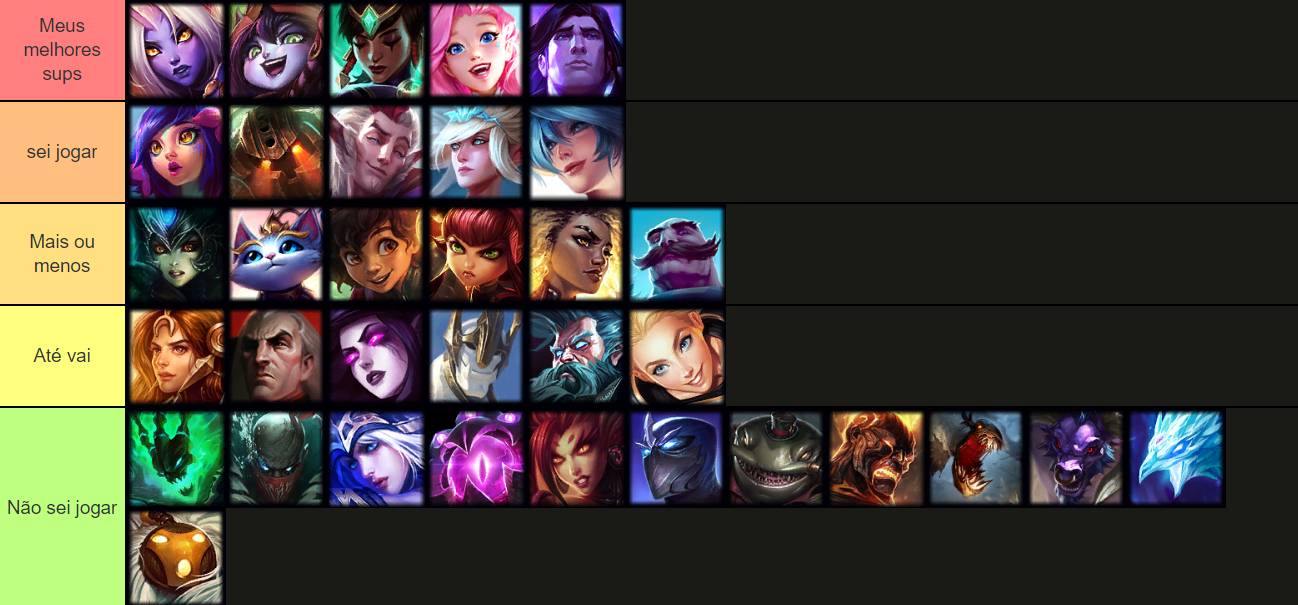 Meus
melhores
sups
sei jogar
Mais ou
menos
Até vai
Não sei jogar